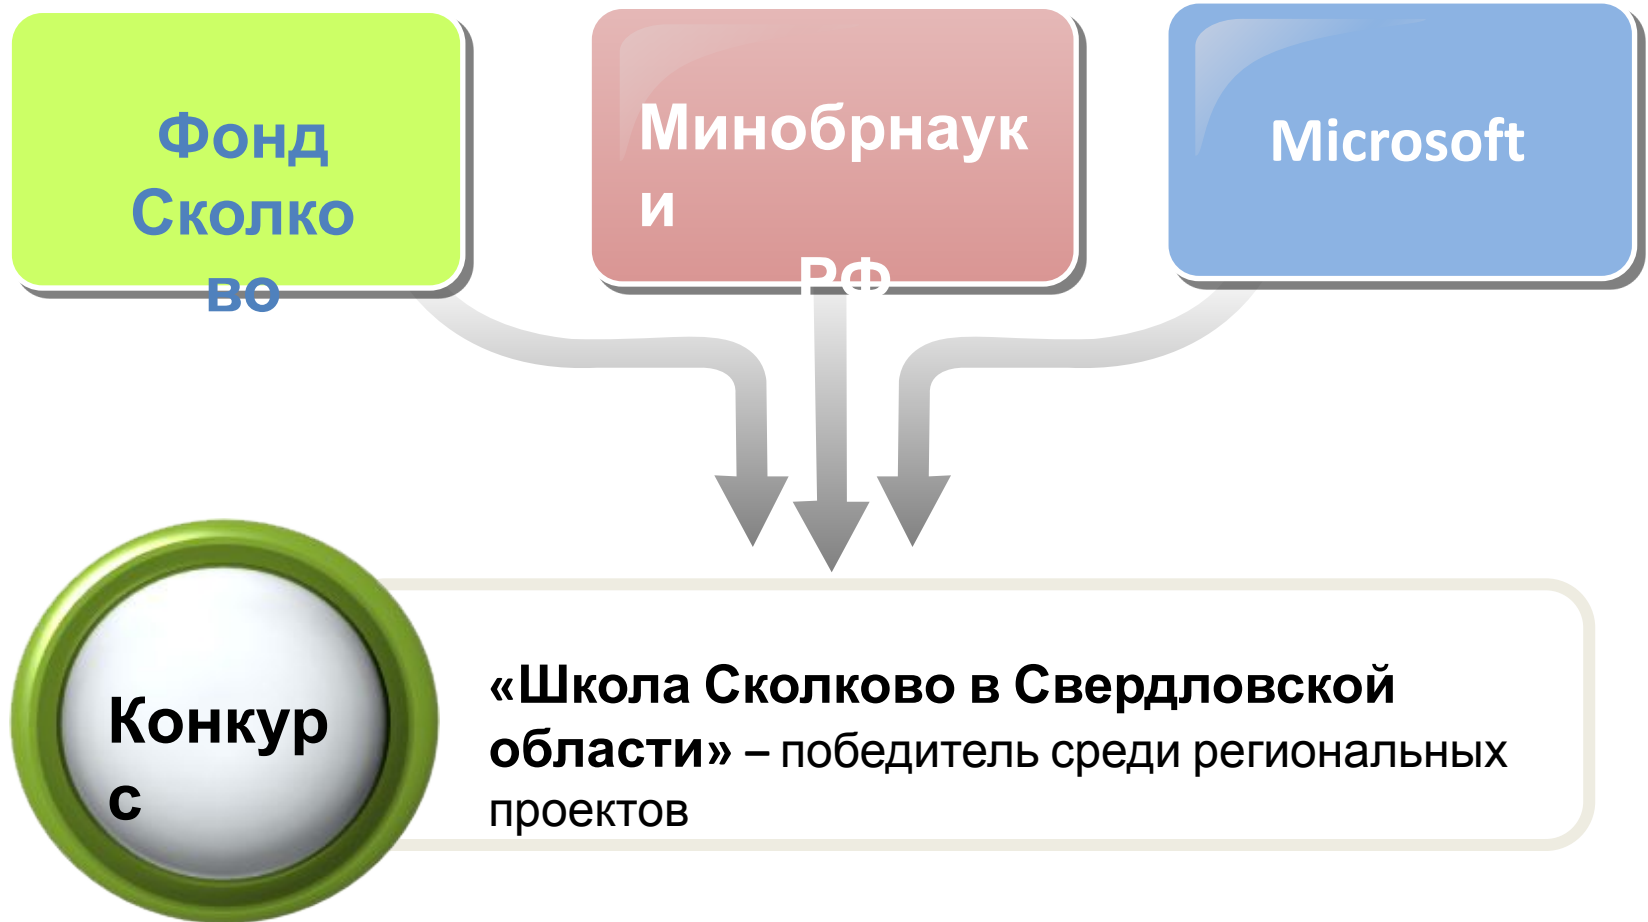 Фонд
Сколко
во
Минобрнаук
и
РФ
Microsoft
Конкур
с
«Школа Сколково в Свердловской
области» – победитель среди региональных
проектов